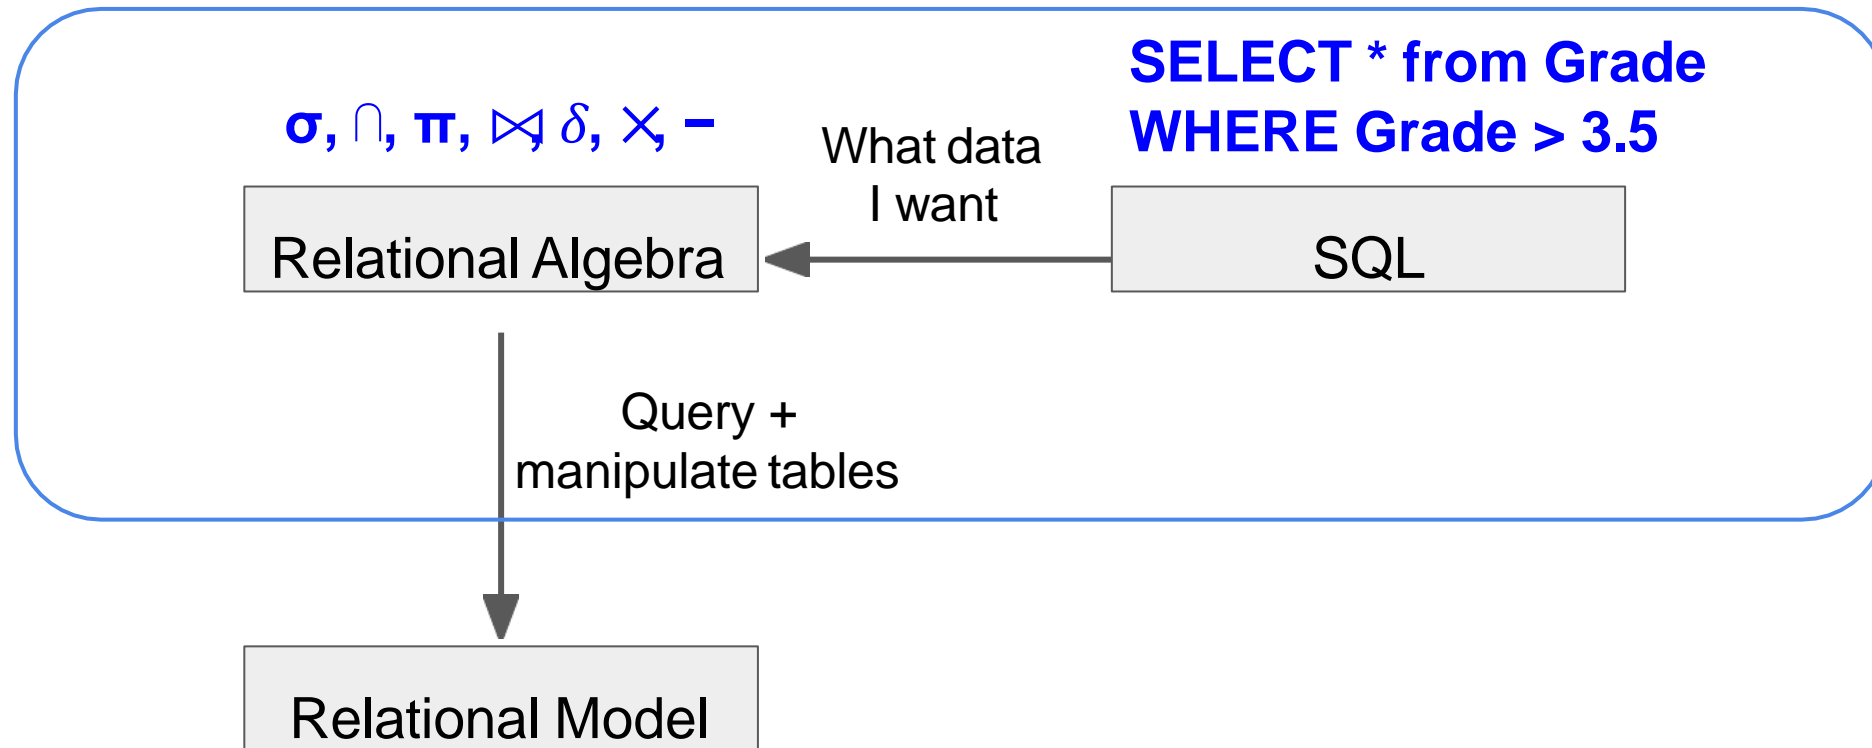 SELECT * from Grade
WHERE Grade > 3.5
σ, ∩, π, ⋈, δ, ×, −
What data
I want
Relational Algebra
SQL
Query +
manipulate tables
Relational Model